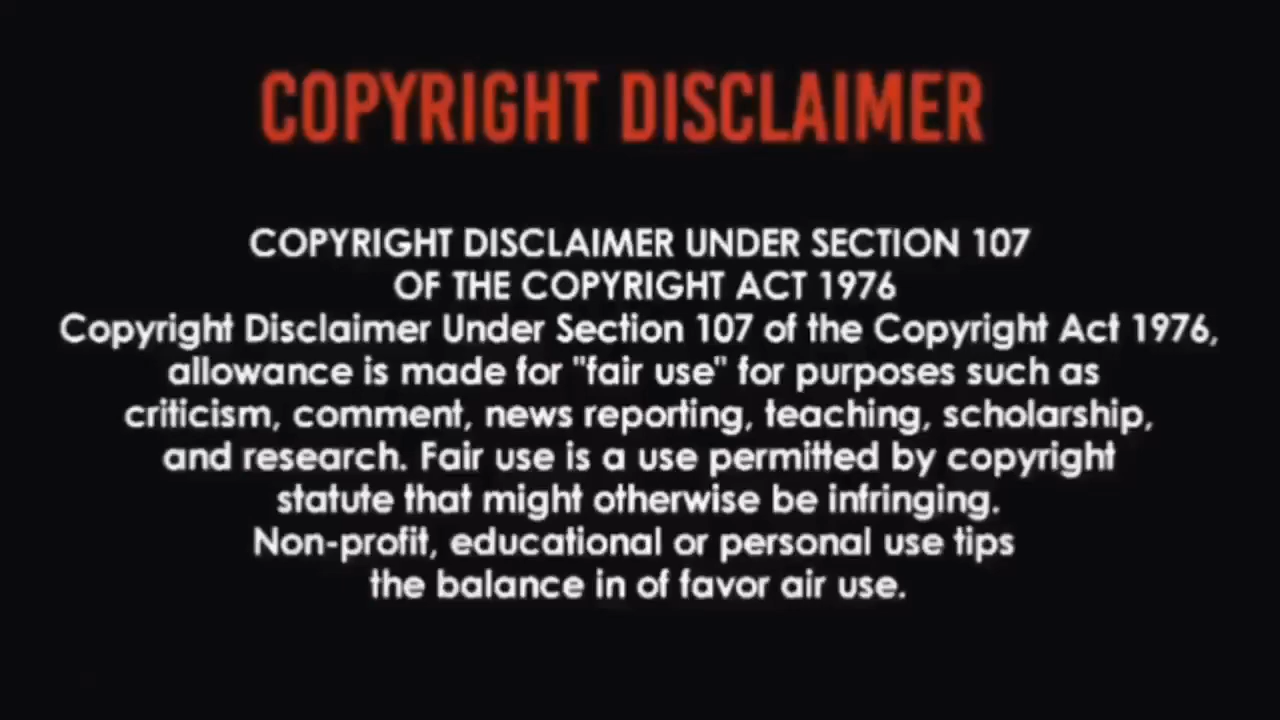 COPYRIGHT DISCLAIMER
COPYRIGHT DISCLAIMER UNDER SECTION 107
OF THE COPYRIGHT ACT 1976
Copyright Disclaimer Under Section 107 of the Copyright Act 1976,
allowance is made for "fair use" for purposes such as
criticism, comment, news reporting, teaching, scholarship,
and research. Fair use is a use permitted by copyright
statute that might otherwise be infringing.
Non-profit, educational or personal use tips
the balance in of favor air use.